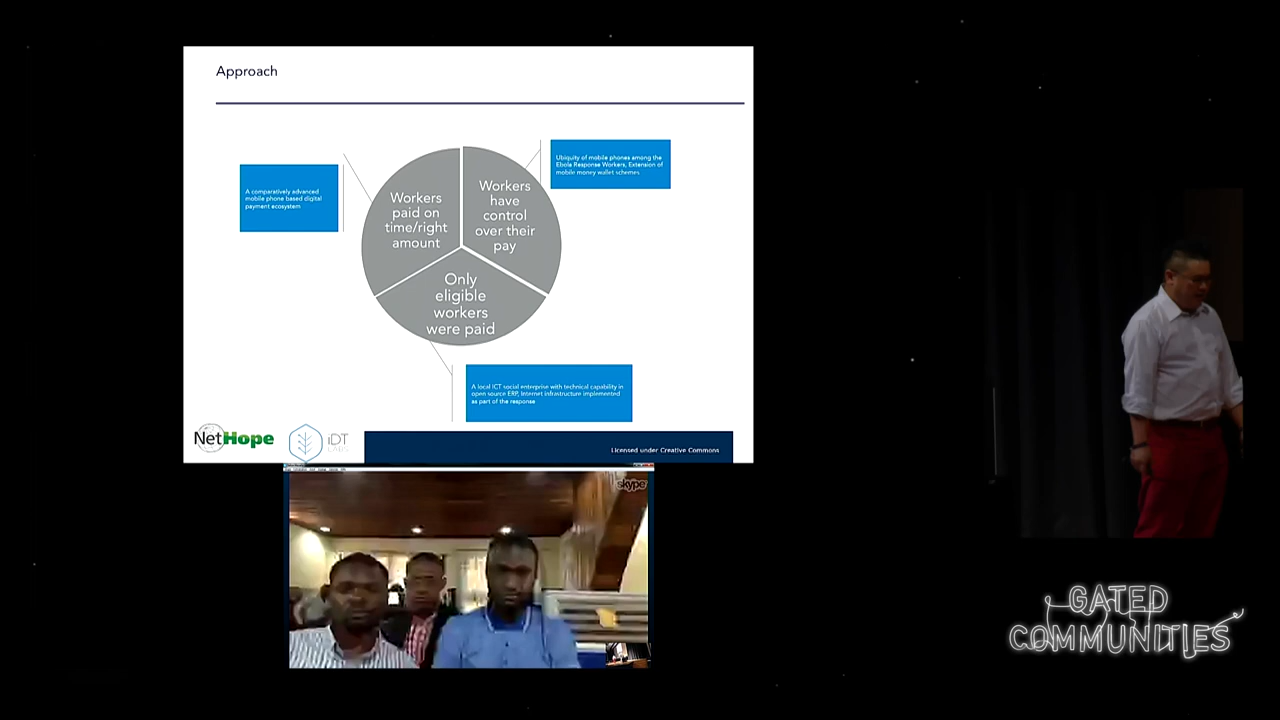 Approach
A comparatively advanced
mobile phone based digital
payment ecosystem
Workers
paid on
time/right
amount
Workers
have
control
over their
pay
Ubiquity of mobile phones among the
Ebola Response Workers, Extension of
mobile money wallet schemes
Only
eligible
workers
were paid
A local ICT social enterprise with technical capability in
open source ERP, Internet infrastructure implemented
as part of the response
NetHope
iDT
LABS
Licensed under Creative Commons
skype
GATED
COMMUNITIES